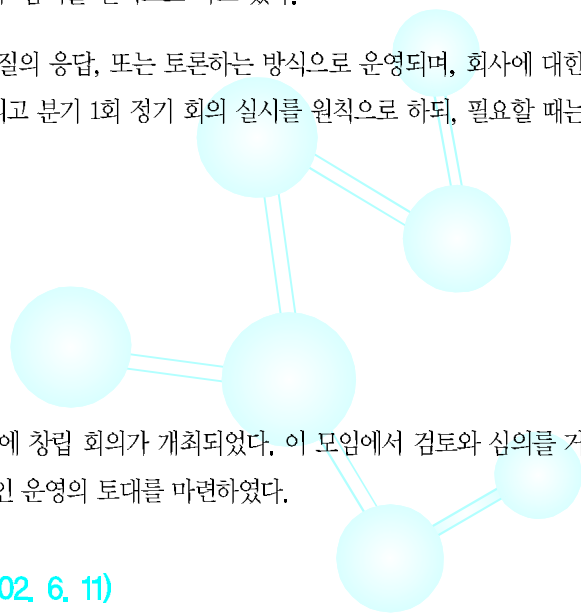 질의 응답, 또는 토론하는 방식으로 운영되며, 회사에 대한
리고 분기 1회 정기 회의 실시를 원칙으로 하되, 필요할 때는
에 창립 회의가 개최되었다. 이 모임에서 검토와 심의를 거
인 운영의 토대를 마련하였다.
02. 6. 11)